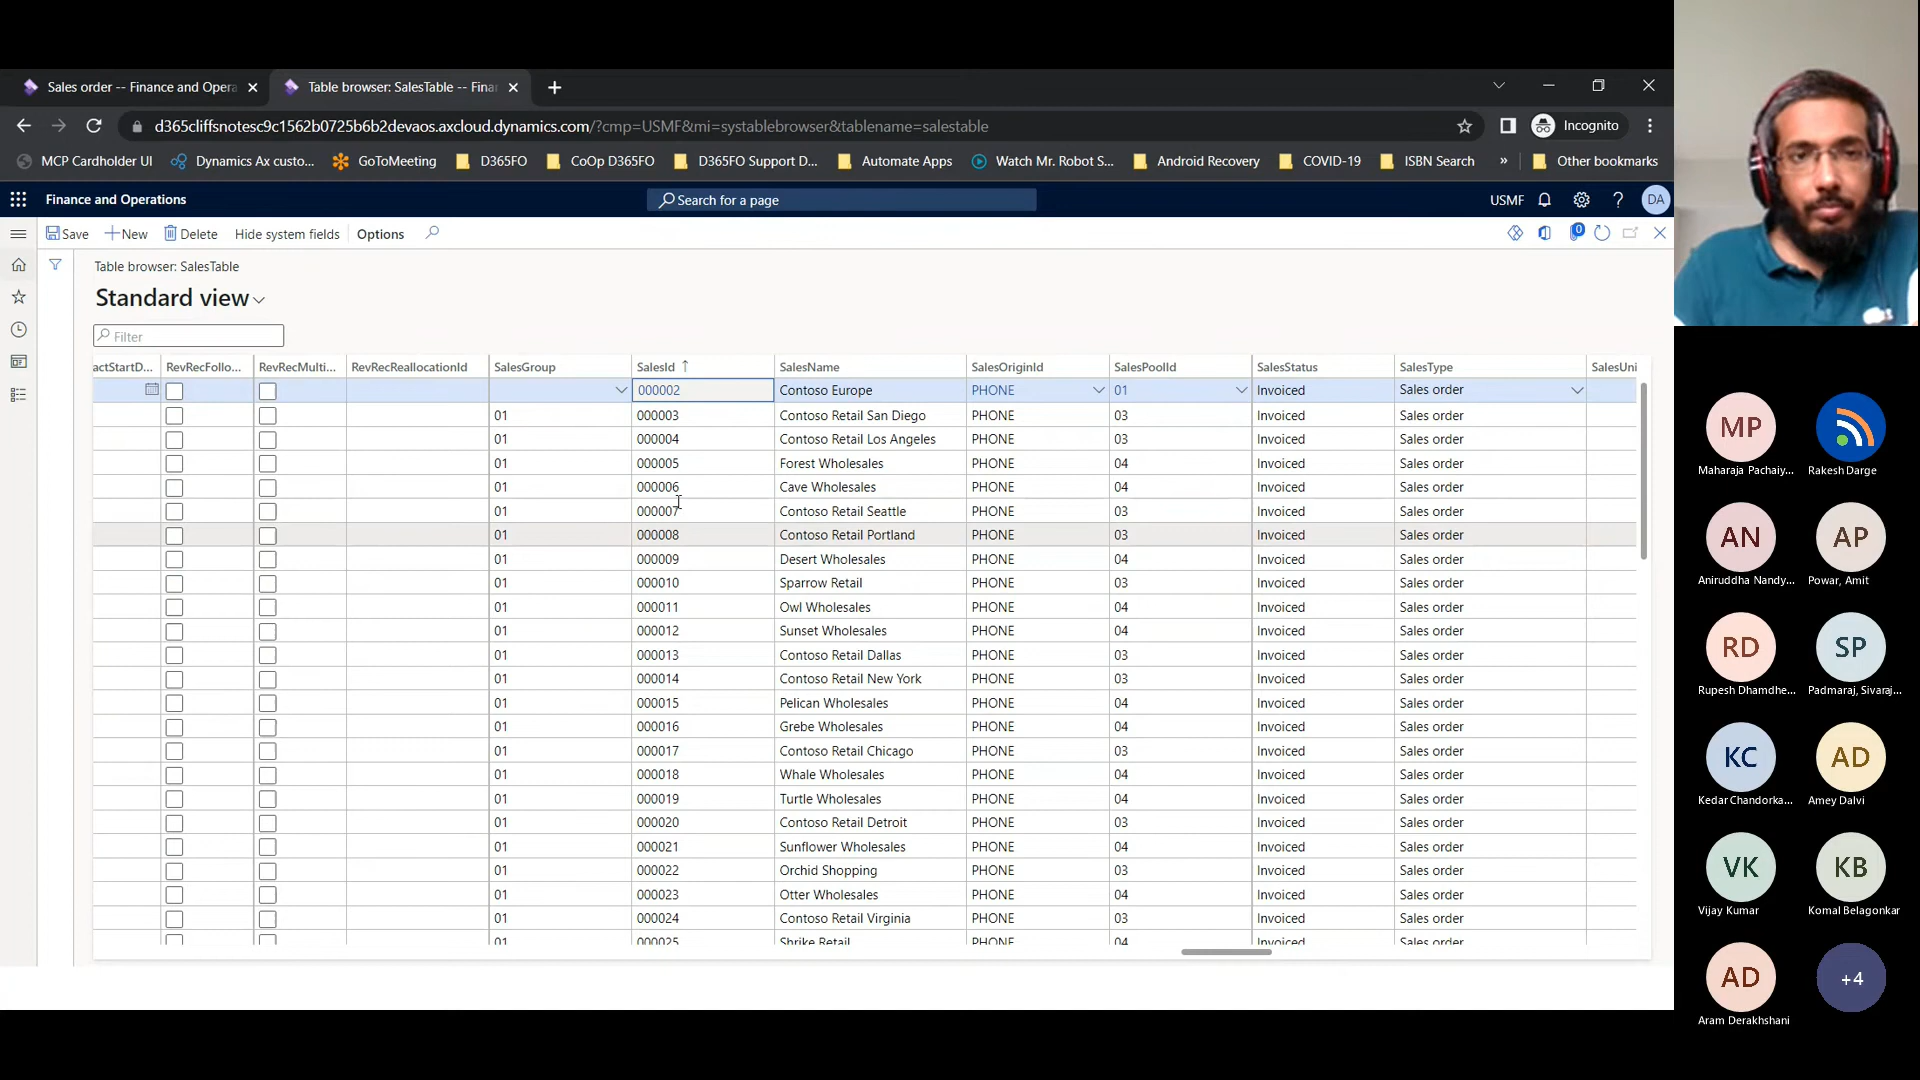 Sales order -- Finance and Opera
Table browser: SalesTable -- Finar
d365cliffsnotesc9c1562b0725b6b2devaos.axcloud.dynamics.com/?cmp=USMF&mi=systablebrowser&tablename=salestable
Incognito
MCP Cardholder UI
Dynamics Ax custo...
GoToMeeting
D365FO
CoOp D365FO
D365FO Support D...
Automate Apps
Watch Mr. Robot S...
Android Recovery
COVID-19
ISBN Search
»
Other bookmarks
Finance and Operations
Search for a page
USMF
?
DA
Save
New
Delete
Hide system fields
Options
0
Table browser: SalesTable
Standard view
Filter
actStartD... RevRecFollo... RevRecMulti... RevRecReallocationId SalesGroup SalesId SalesName SalesOriginId SalesPoolId SalesStatus SalesType SalesUni
000002 Contoso Europe PHONE 01 Invoiced Sales order
01 000003 Contoso Retail San Diego PHONE 03 Invoiced Sales order
01 000004 Contoso Retail Los Angeles PHONE 03 Invoiced Sales order
01 000005 Forest Wholesales PHONE 04 Invoiced Sales order
01 000006 Cave Wholesales PHONE 04 Invoiced Sales order
01 000007 Contoso Retail Seattle PHONE 03 Invoiced Sales order
01 000008 Contoso Retail Portland PHONE 03 Invoiced Sales order
01 000009 Desert Wholesales PHONE 04 Invoiced Sales order
01 000010 Sparrow Retail PHONE 03 Invoiced Sales order
01 000011 Owl Wholesales PHONE 04 Invoiced Sales order
01 000012 Sunset Wholesales PHONE 04 Invoiced Sales order
01 000013 Contoso Retail Dallas PHONE 03 Invoiced Sales order
01 000014 Contoso Retail New York PHONE 03 Invoiced Sales order
01 000015 Pelican Wholesales PHONE 04 Invoiced Sales order
01 000016 Grebe Wholesales PHONE 04 Invoiced Sales order
01 000017 Contoso Retail Chicago PHONE 03 Invoiced Sales order
01 000018 Whale Wholesales PHONE 04 Invoiced Sales order
01 000019 Turtle Wholesales PHONE 04 Invoiced Sales order
01 000020 Contoso Retail Detroit PHONE 03 Invoiced Sales order
01 000021 Sunflower Wholesales PHONE 04 Invoiced Sales order
01 000022 Orchid Shopping PHONE 03 Invoiced Sales order
01 000023 Otter Wholesales PHONE 04 Invoiced Sales order
01 000024 Contoso Retail Virginia PHONE 03 Invoiced Sales order
01 000025 Shrike Retail PHONE 04 Invoiced Sales order
MP
Maharaja Pachaiy...
Rakesh Darge
AN
AP
Aniruddha Nandy...
Powar, Amit
RD
SP
Rupesh Dhamdhe...
Padmaraj, Sivaraj...
KC
AD
Kedar Chandorka...
Amey Dalvi
VK
KB
Vijay Kumar
Komal Belagonkar
AD
+4
Aram Derakhshani